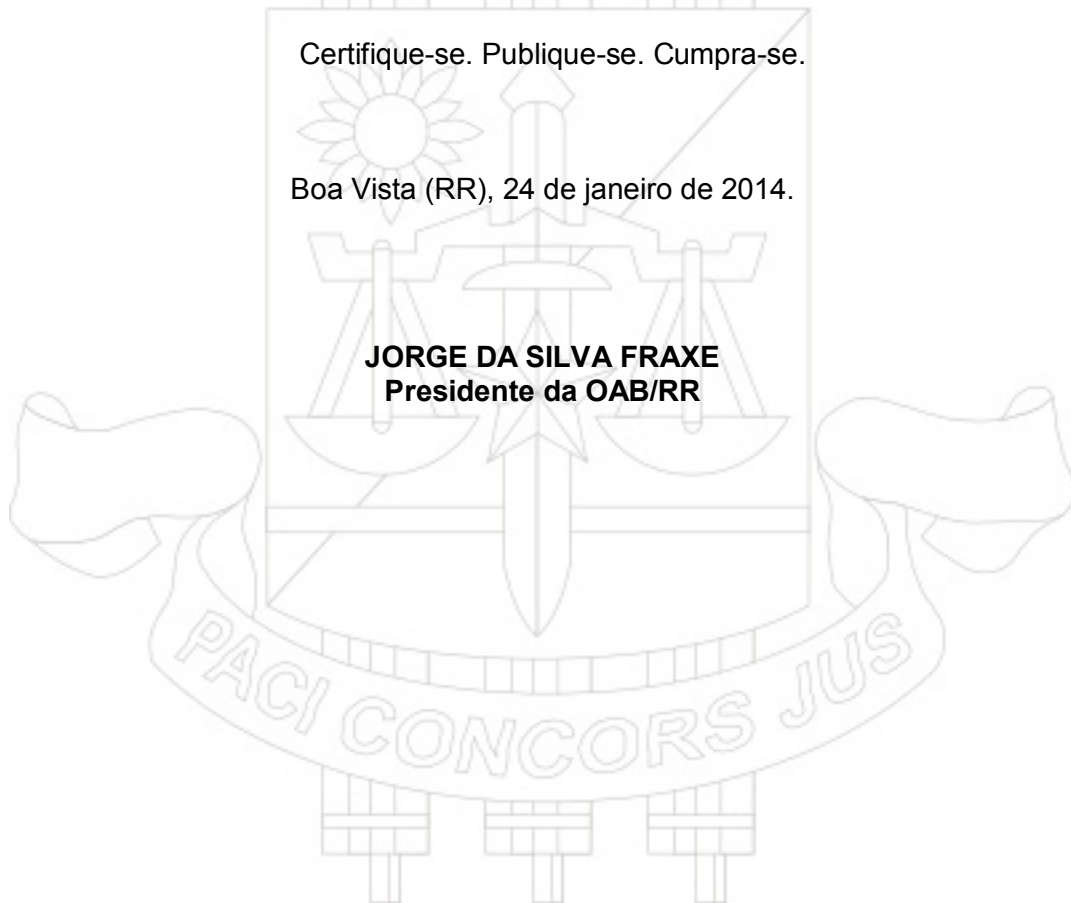 Certifique-se. Publique-se. Cumpra-se.
Boa Vista (RR), 24 de janeiro de 2014.
JORGE DA SILVA FRAXE
Presidente da OAB/RR
PACI CONCORS JUS